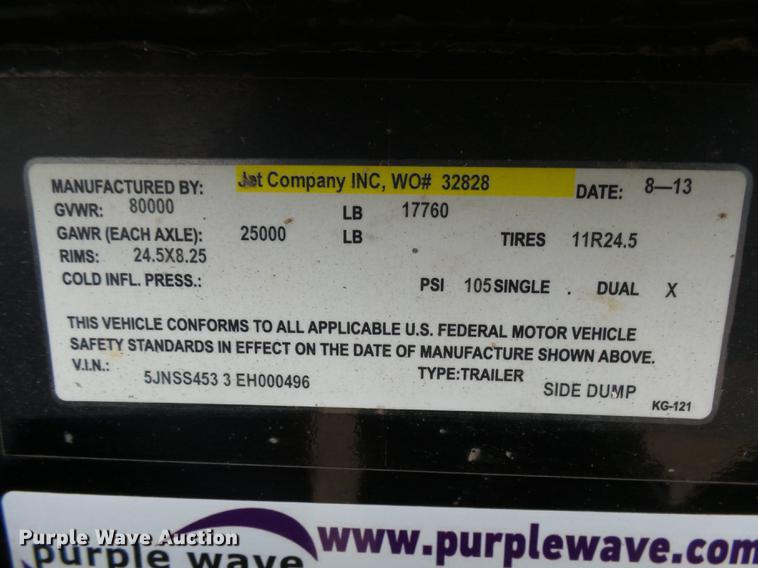 MANUFACTURED BY: Jet Company INC, WO# 32828 DATE: 8—13
GVWR: 80000 LB 17760
GAWR (EACH AXLE): 25000 LB TIRES 11R24.5
RIMS: 24.5X8.25
COLD INFL. PRESS.: PSI 105 SINGLE . DUAL X
THIS VEHICLE CONFORMS TO ALL APPLICABLE U.S. FEDERAL MOTOR VEHICLE
SAFETY STANDARDS IN EFFECT ON THE DATE OF MANUFACTURE SHOWN ABOVE.
V.I.N.: 5JNSS453 3 EH000496 TYPE:TRAILER SIDE DUMP
KG-121
www.purplewave.com
Purple Wave Auction
purple wave
Purple Wave Auction